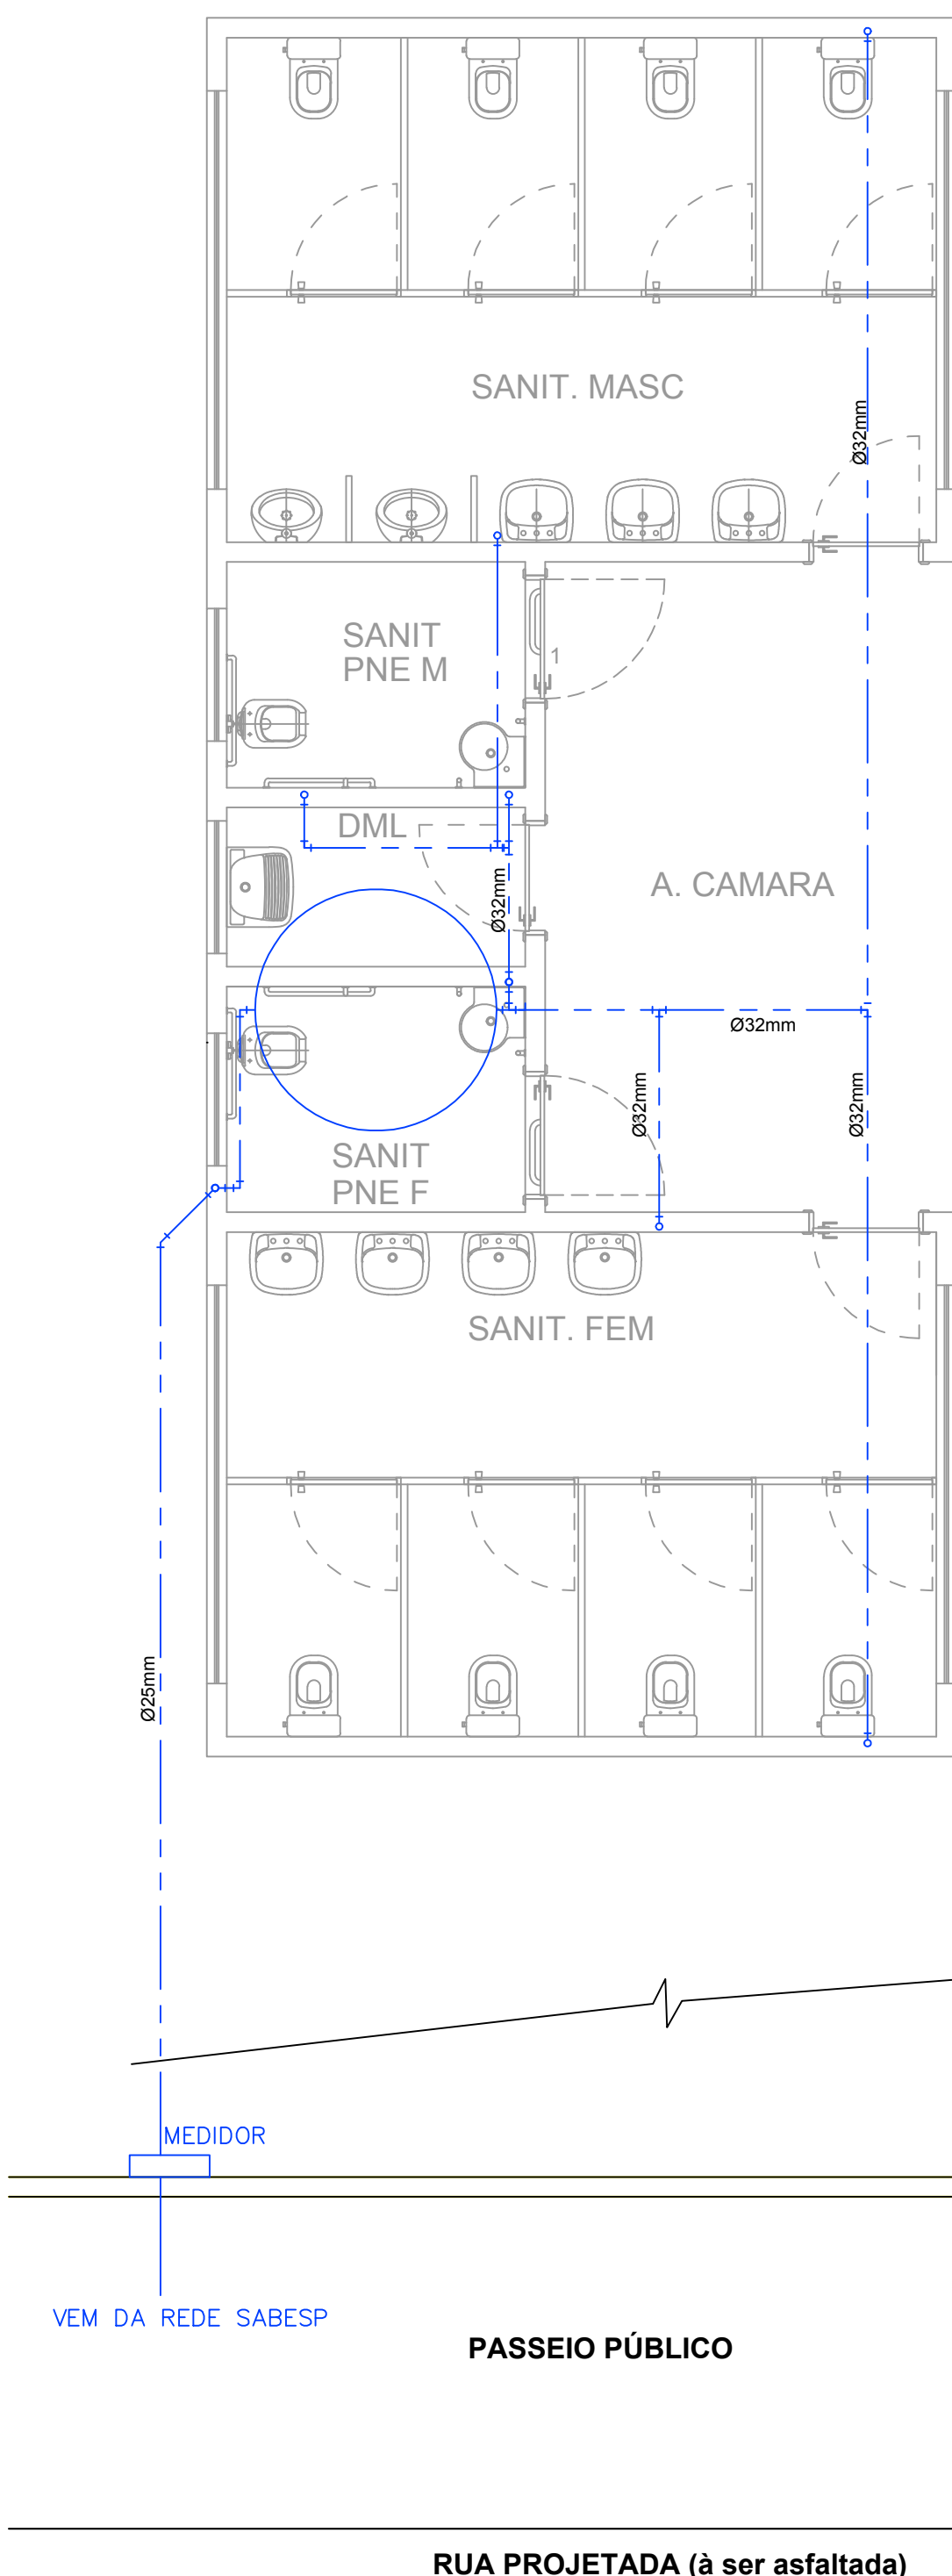 SANIT. MASC
Ø32mm
SANIT
PNE M
1
DML
Ø32mm
A. CAMARA
Ø32mm
Ø32mm
Ø32mm
SANIT
PNE F
SANIT. FEM
Ø25mm
MEDIDOR
VEM DA REDE SABESP
PASSEIO PÚBLICO
RUA PROJETADA (à ser asfaltada)